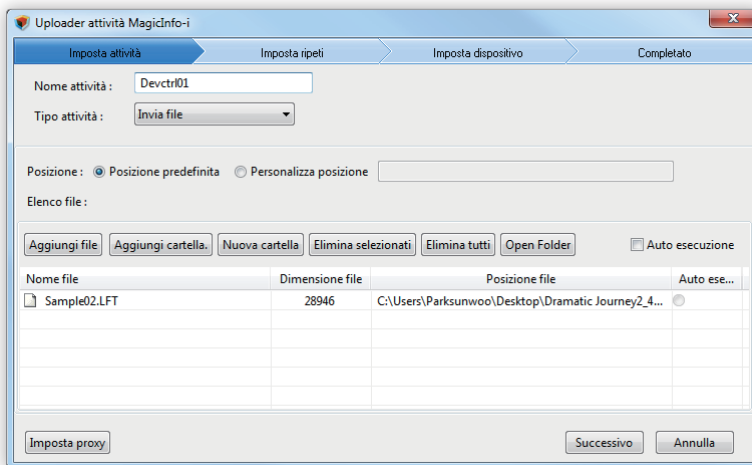 Uploader attività MagicInfo-i
Imposta attività Imposta ripeti Imposta dispositivo Completato
Nome attività : Devctrl01
Tipo attività : Invia file
Posizione : Posizione predefinita Personalizza posizione
Elenco file :
Aggiungi file Aggiungi cartella. Nuova cartella Elimina selezionati Elimina tutti Open Folder Auto esecuzione
Nome file Dimensione file Posizione file Auto ese...
Sample02.LFT 28946 C:\Users\Parksunwoo\Desktop\Dramatic Journey2_4...
Imposta proxy Successivo Annulla